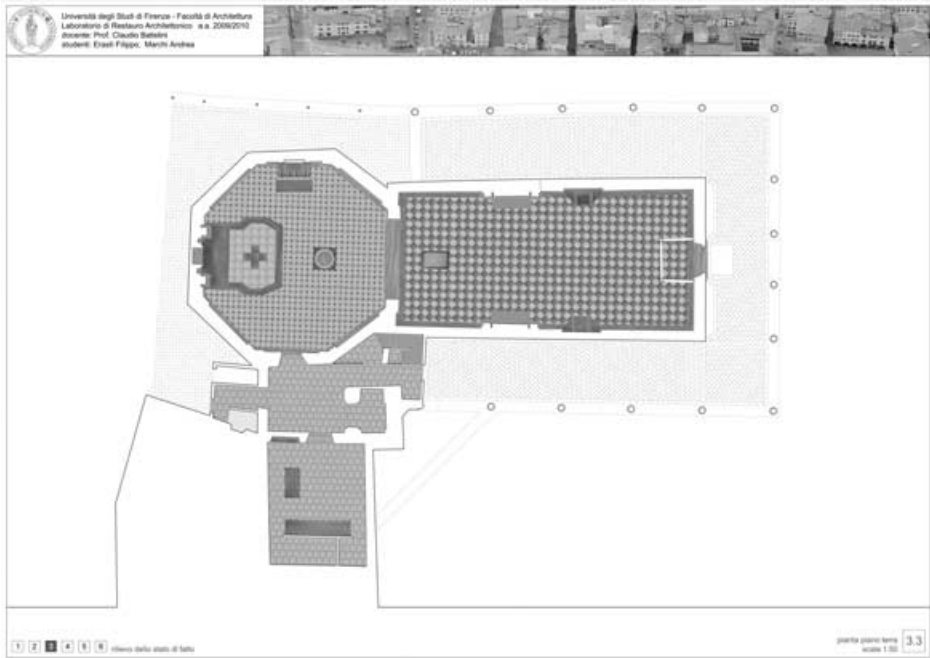 Università degli Studi di Firenze - Facoltà di Architettura
Laboratorio di Restauro Architettonico a.a. 2009/2010
docente: Prof. Claudio
studenti: Erasti Filippo, Marchi Andrea
1 2 3 4 5 6 rilievo dello stato di fatto
pianta piano terra
scala 1:50
3.3